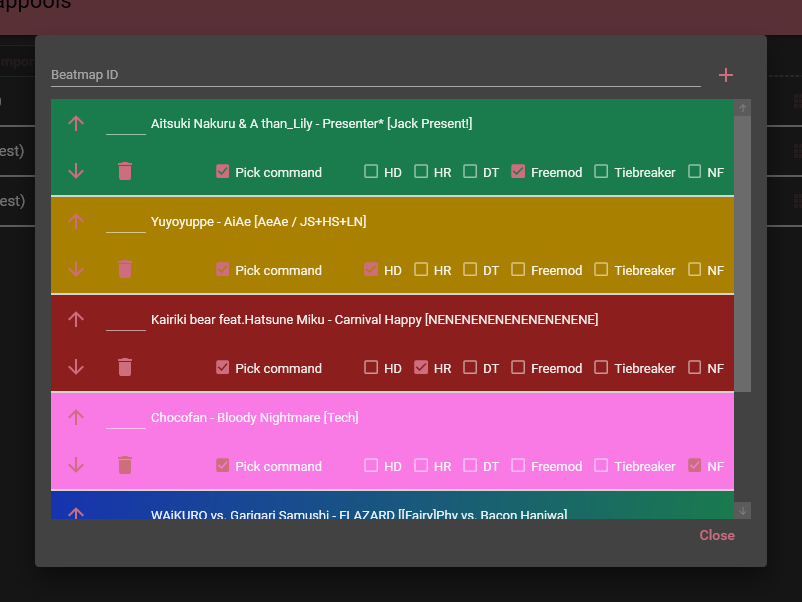 appools
Beatmap ID
Aitsuki Nakuru & A than_Lily - Presenter* [Jack Present!]
Pick command HD HR DT Freemod Tiebreaker NF
est)
Yuyoyuppe - AiAe [AeAe / JS+HS+LN]
est)
Pick command HD HR DT Freemod Tiebreaker NF
Kairiki bear feat.Hatsune Miku - Carnival Happy [NENENENENENENENENE]
Pick command HD HR DT Freemod Tiebreaker NF
Chocofan - Bloody Nightmare [Tech]
Pick command HD HR DT Freemod Tiebreaker NF
WAiKURO vs. Garigari Samushi - FLAZARD [[Fairy]Phy vs. Bacon Haniwa]
Close